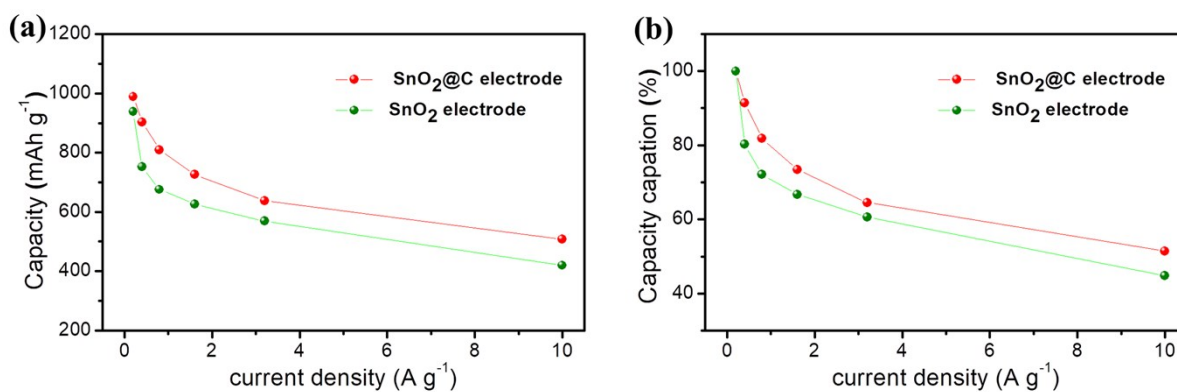 (a)
1200
1000
800
600
400
200
Capacity (mAh g⁻¹)
SnO₂@C electrode
SnO₂ electrode
0 2 4 6 8 10
current density (A g⁻¹)
(b)
100
80
60
40
Capacity capation (%)
SnO₂@C electrode
SnO₂ electrode
0 2 4 6 8 10
current density (A g⁻¹)